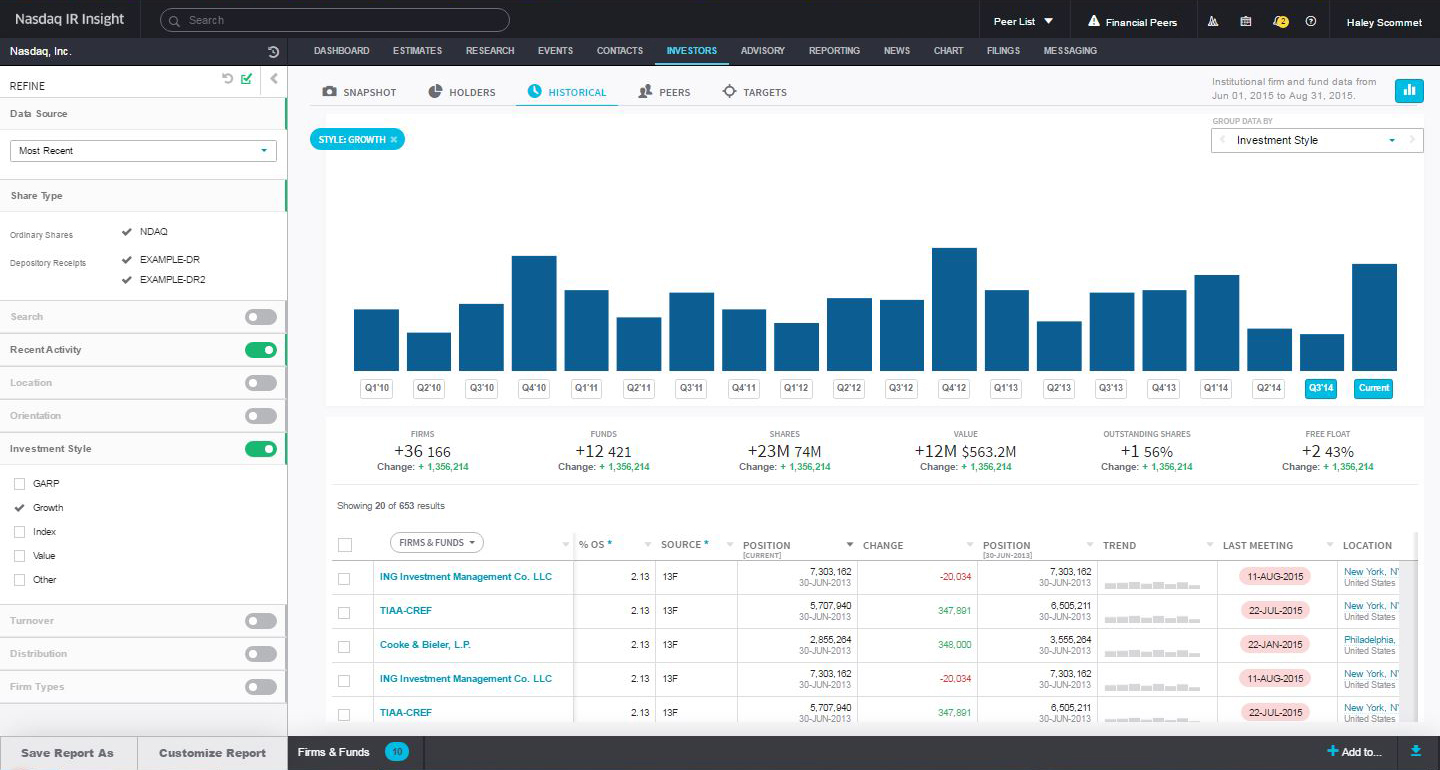 Nasdaq IR Insight
Search
Peer List
Financial Peers
2
Haley Scommet
Nasdaq, Inc.
DASHBOARD ESTIMATES RESEARCH EVENTS CONTACTS INVESTORS ADVISORY REPORTING NEWS CHART FILINGS MESSAGING
REFINE
Data Source
Most Recent
Share Type
Ordinary Shares NDAQ
Depository Receipts EXAMPLE-DR
EXAMPLE-DR2
Search
Recent Activity
Location
Orientation
Investment Style
GARP
Growth
Index
Value
Other
Turnover
Distribution
Firm Types
Save Report As Customize Report
SNAPSHOT HOLDERS HISTORICAL PEERS TARGETS
Institutional firm and fund data from
Jun 01, 2015 to Aug 31, 2015.
GROUP DATA BY
Investment Style
STYLE: GROWTH ×
Q1'10 Q2'10 Q3'10 Q4'10 Q1'11 Q2'11 Q3'11 Q4'11 Q1'12 Q2'12 Q3'12 Q4'12 Q1'13 Q2'13 Q3'13 Q4'13 Q1'14 Q2'14 Q3'14 Current
FIRMS FUNDS SHARES VALUE OUTSTANDING SHARES FREE FLOAT
+36 166 +12 421 +23M 74M +12M $563.2M +1 56% +2 43%
Change: + 1,356,214 Change: + 1,356,214 Change: + 1,356,214 Change: + 1,356,214 Change: + 1,356,214 Change: + 1,356,214
Showing 20 of 653 results
FIRMS & FUNDS % OS * SOURCE * POSITION CHANGE POSITION TREND LAST MEETING LOCATION
[CURRENT] [30-JUN-2013]
ING Investment Management Co. LLC 2.13 13F 7,303,162 -20,034 7,303,162 11-AUG-2015 New York, N
30-JUN-2013 30-JUN-2013 United States
TIAA-CREF 2.13 13F 5,707,940 347,891 6,505,211 22-JUL-2015 New York, N
30-JUN-2013 30-JUN-2013 United States
Cooke & Bieler, L.P. 2.13 13F 2,855,264 348,000 3,555,264 22-JAN-2015 Philadelphia,
30-JUN-2013 30-JUN-2013 United States
ING Investment Management Co. LLC 2.13 13F 7,303,162 -20,034 7,303,162 11-AUG-2015 New York, N
30-JUN-2013 30-JUN-2013 United States
TIAA-CREF 2.13 13F 5,707,940 347,891 6,505,211 22-JUL-2015 New York, N
30-JUN-2013 30-JUN-2013 United States
Firms & Funds 10
Add to...